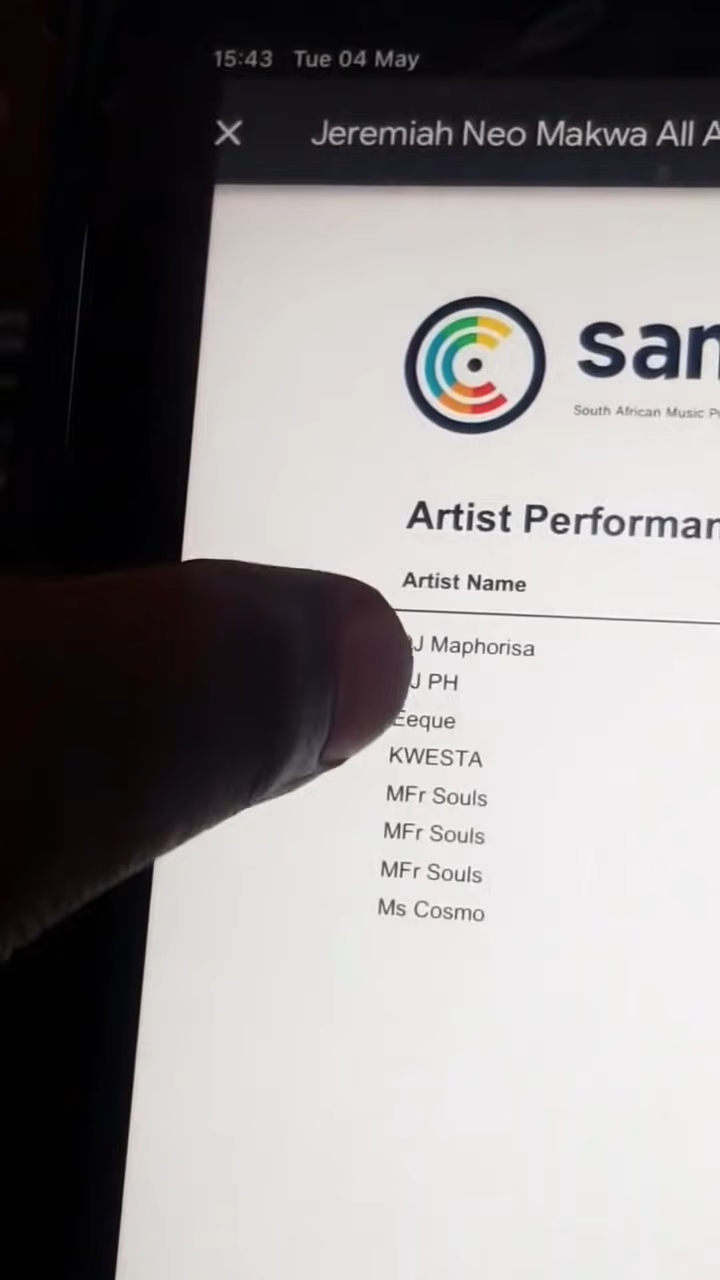 15:43 Tue 04 May
Jeremiah Neo Makwa All A
sam
South African Music P
Artist Performan
Artist Name
J Maphorisa
J PH
Eeque
KWESTA
MFr Souls
MFr Souls
MFr Souls
Ms Cosmo